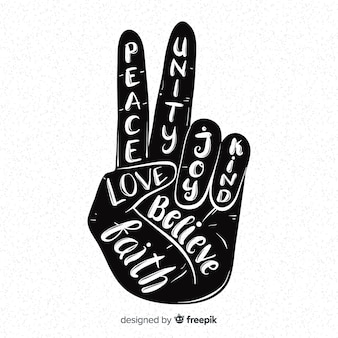 PEACE
UNITY
JOY
KIND
LOVE
Believe
faith
designed by freepik